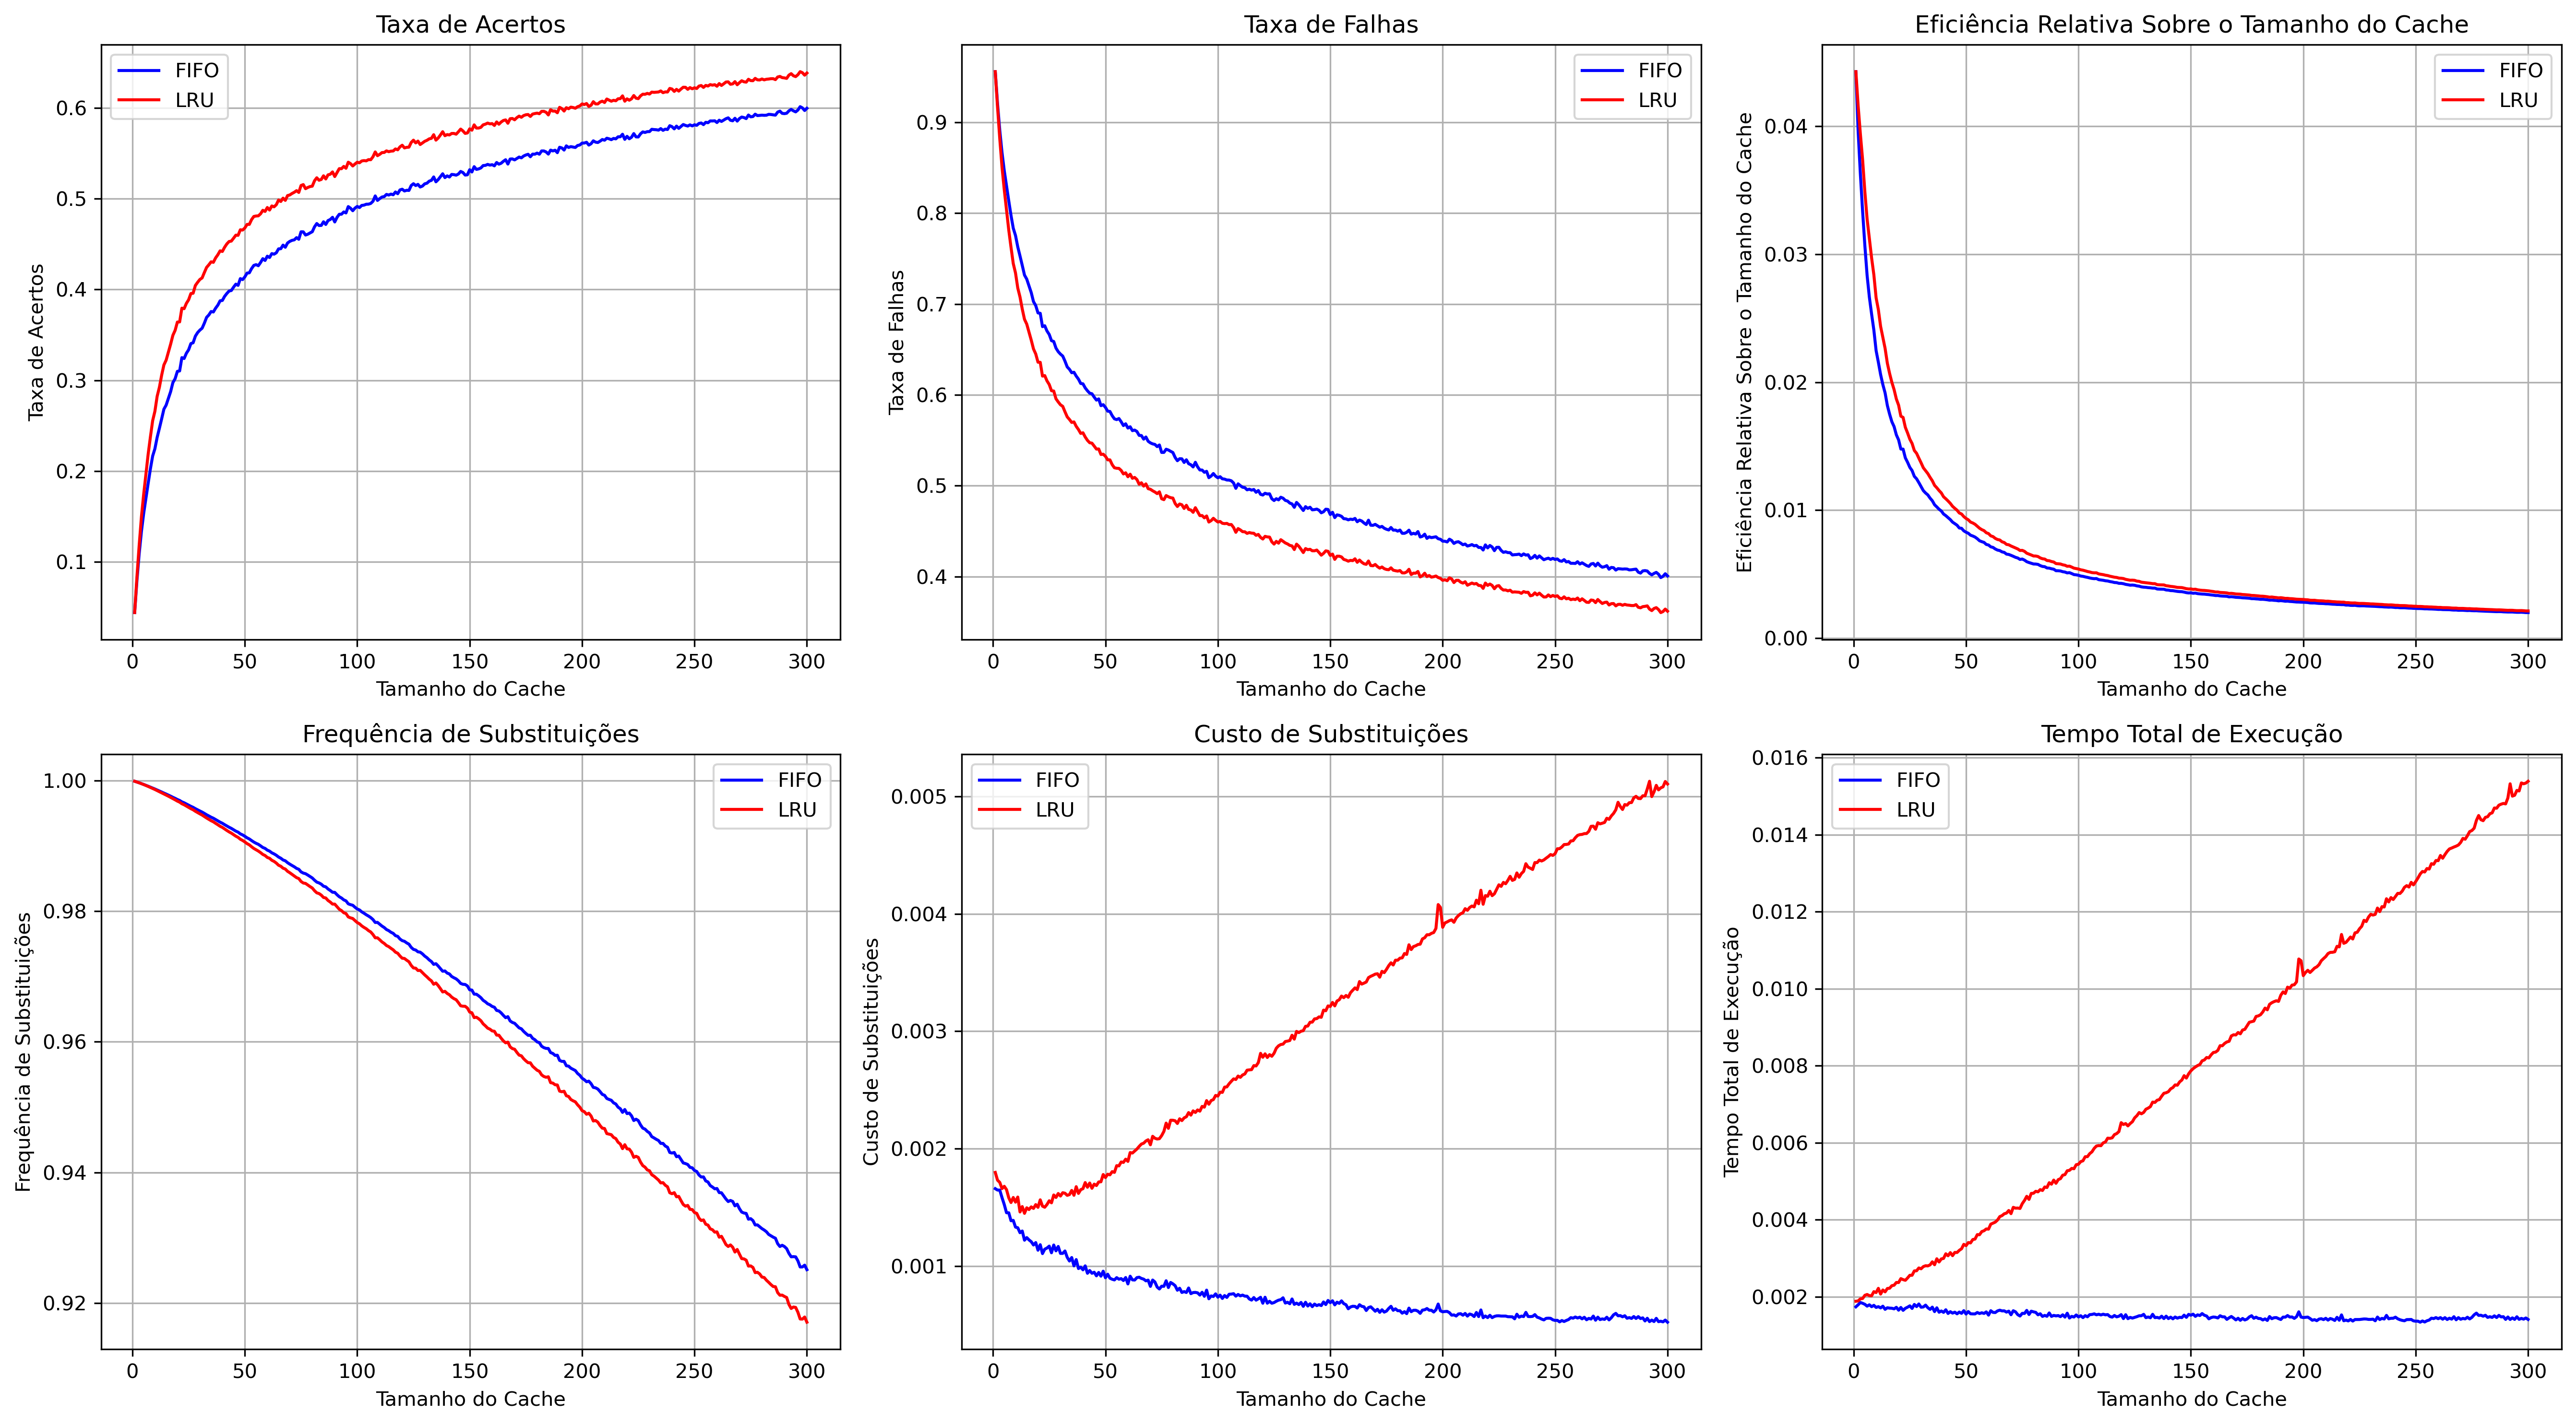 Taxa de Acertos
Taxa de Acertos
FIFO
LRU
0.6
0.5
0.4
0.3
0.2
0.1
0 50 100 150 200 250 300
Tamanho do Cache
Taxa de Falhas
Taxa de Falhas
FIFO
LRU
0.9
0.8
0.7
0.6
0.5
0.4
0 50 100 150 200 250 300
Tamanho do Cache
Eficiência Relativa Sobre o Tamanho do Cache
Eficiência Relativa Sobre o Tamanho do Cache
FIFO
LRU
0.04
0.03
0.02
0.01
0.00
0 50 100 150 200 250 300
Tamanho do Cache
Frequência de Substituições
Frequência de Substituições
FIFO
LRU
1.00
0.98
0.96
0.94
0.92
0 50 100 150 200 250 300
Tamanho do Cache
Custo de Substituições
Custo de Substituições
FIFO
LRU
0.005
0.004
0.003
0.002
0.001
0 50 100 150 200 250 300
Tamanho do Cache
Tempo Total de Execução
Tempo Total de Execução
FIFO
LRU
0.016
0.014
0.012
0.010
0.008
0.006
0.004
0.002
0 50 100 150 200 250 300
Tamanho do Cache